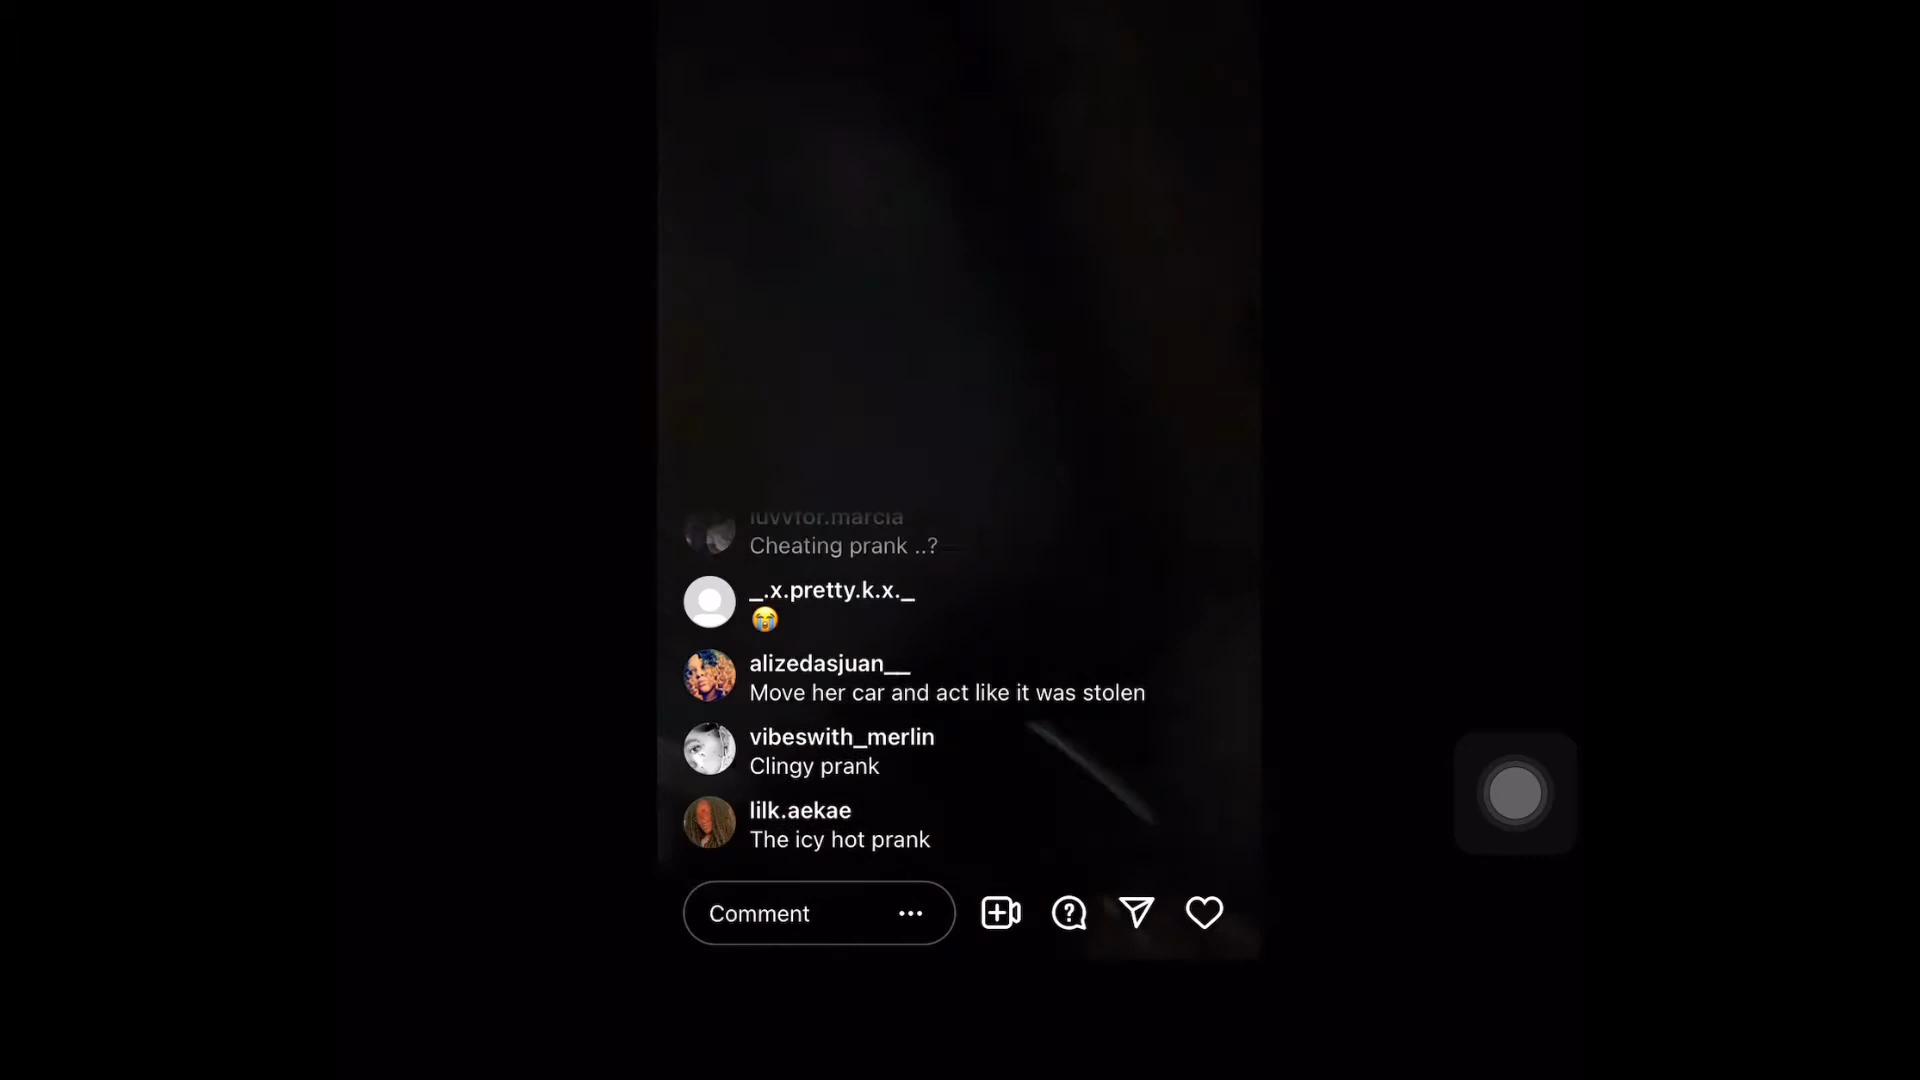 luvvfor.marcia
Cheating prank ..?
_.x.pretty.k.x._
😭
alizedasjuan__
Move her car and act like it was stolen
vibeswith_merlin
Clingy prank
lilk.aekae
The icy hot prank
Comment